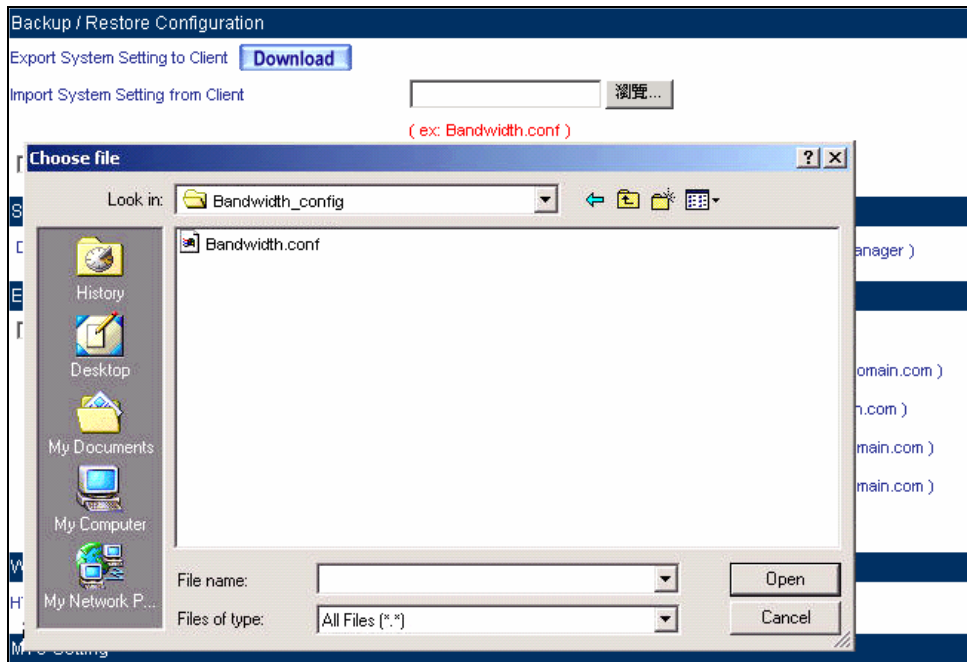 Backup / Restore Configuration
Export System Setting to Client Download
Import System Setting from Client 瀏覽...
( ex: Bandwidth.conf )
Choose file
Look in: Bandwidth_config
Bandwidth.conf
anager )
History
Desktop
omain.com )
n.com )
My Documents
main.com )
main.com )
My Computer
My Network P...
File name:
Open
Files of type: All Files (*.*)
Cancel